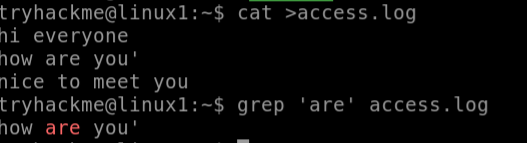 tryhackme@linux1:~$ cat >access.log
hi everyone
how are you'
nice to meet you
tryhackme@linux1:~$ grep 'are' access.log
how are you'